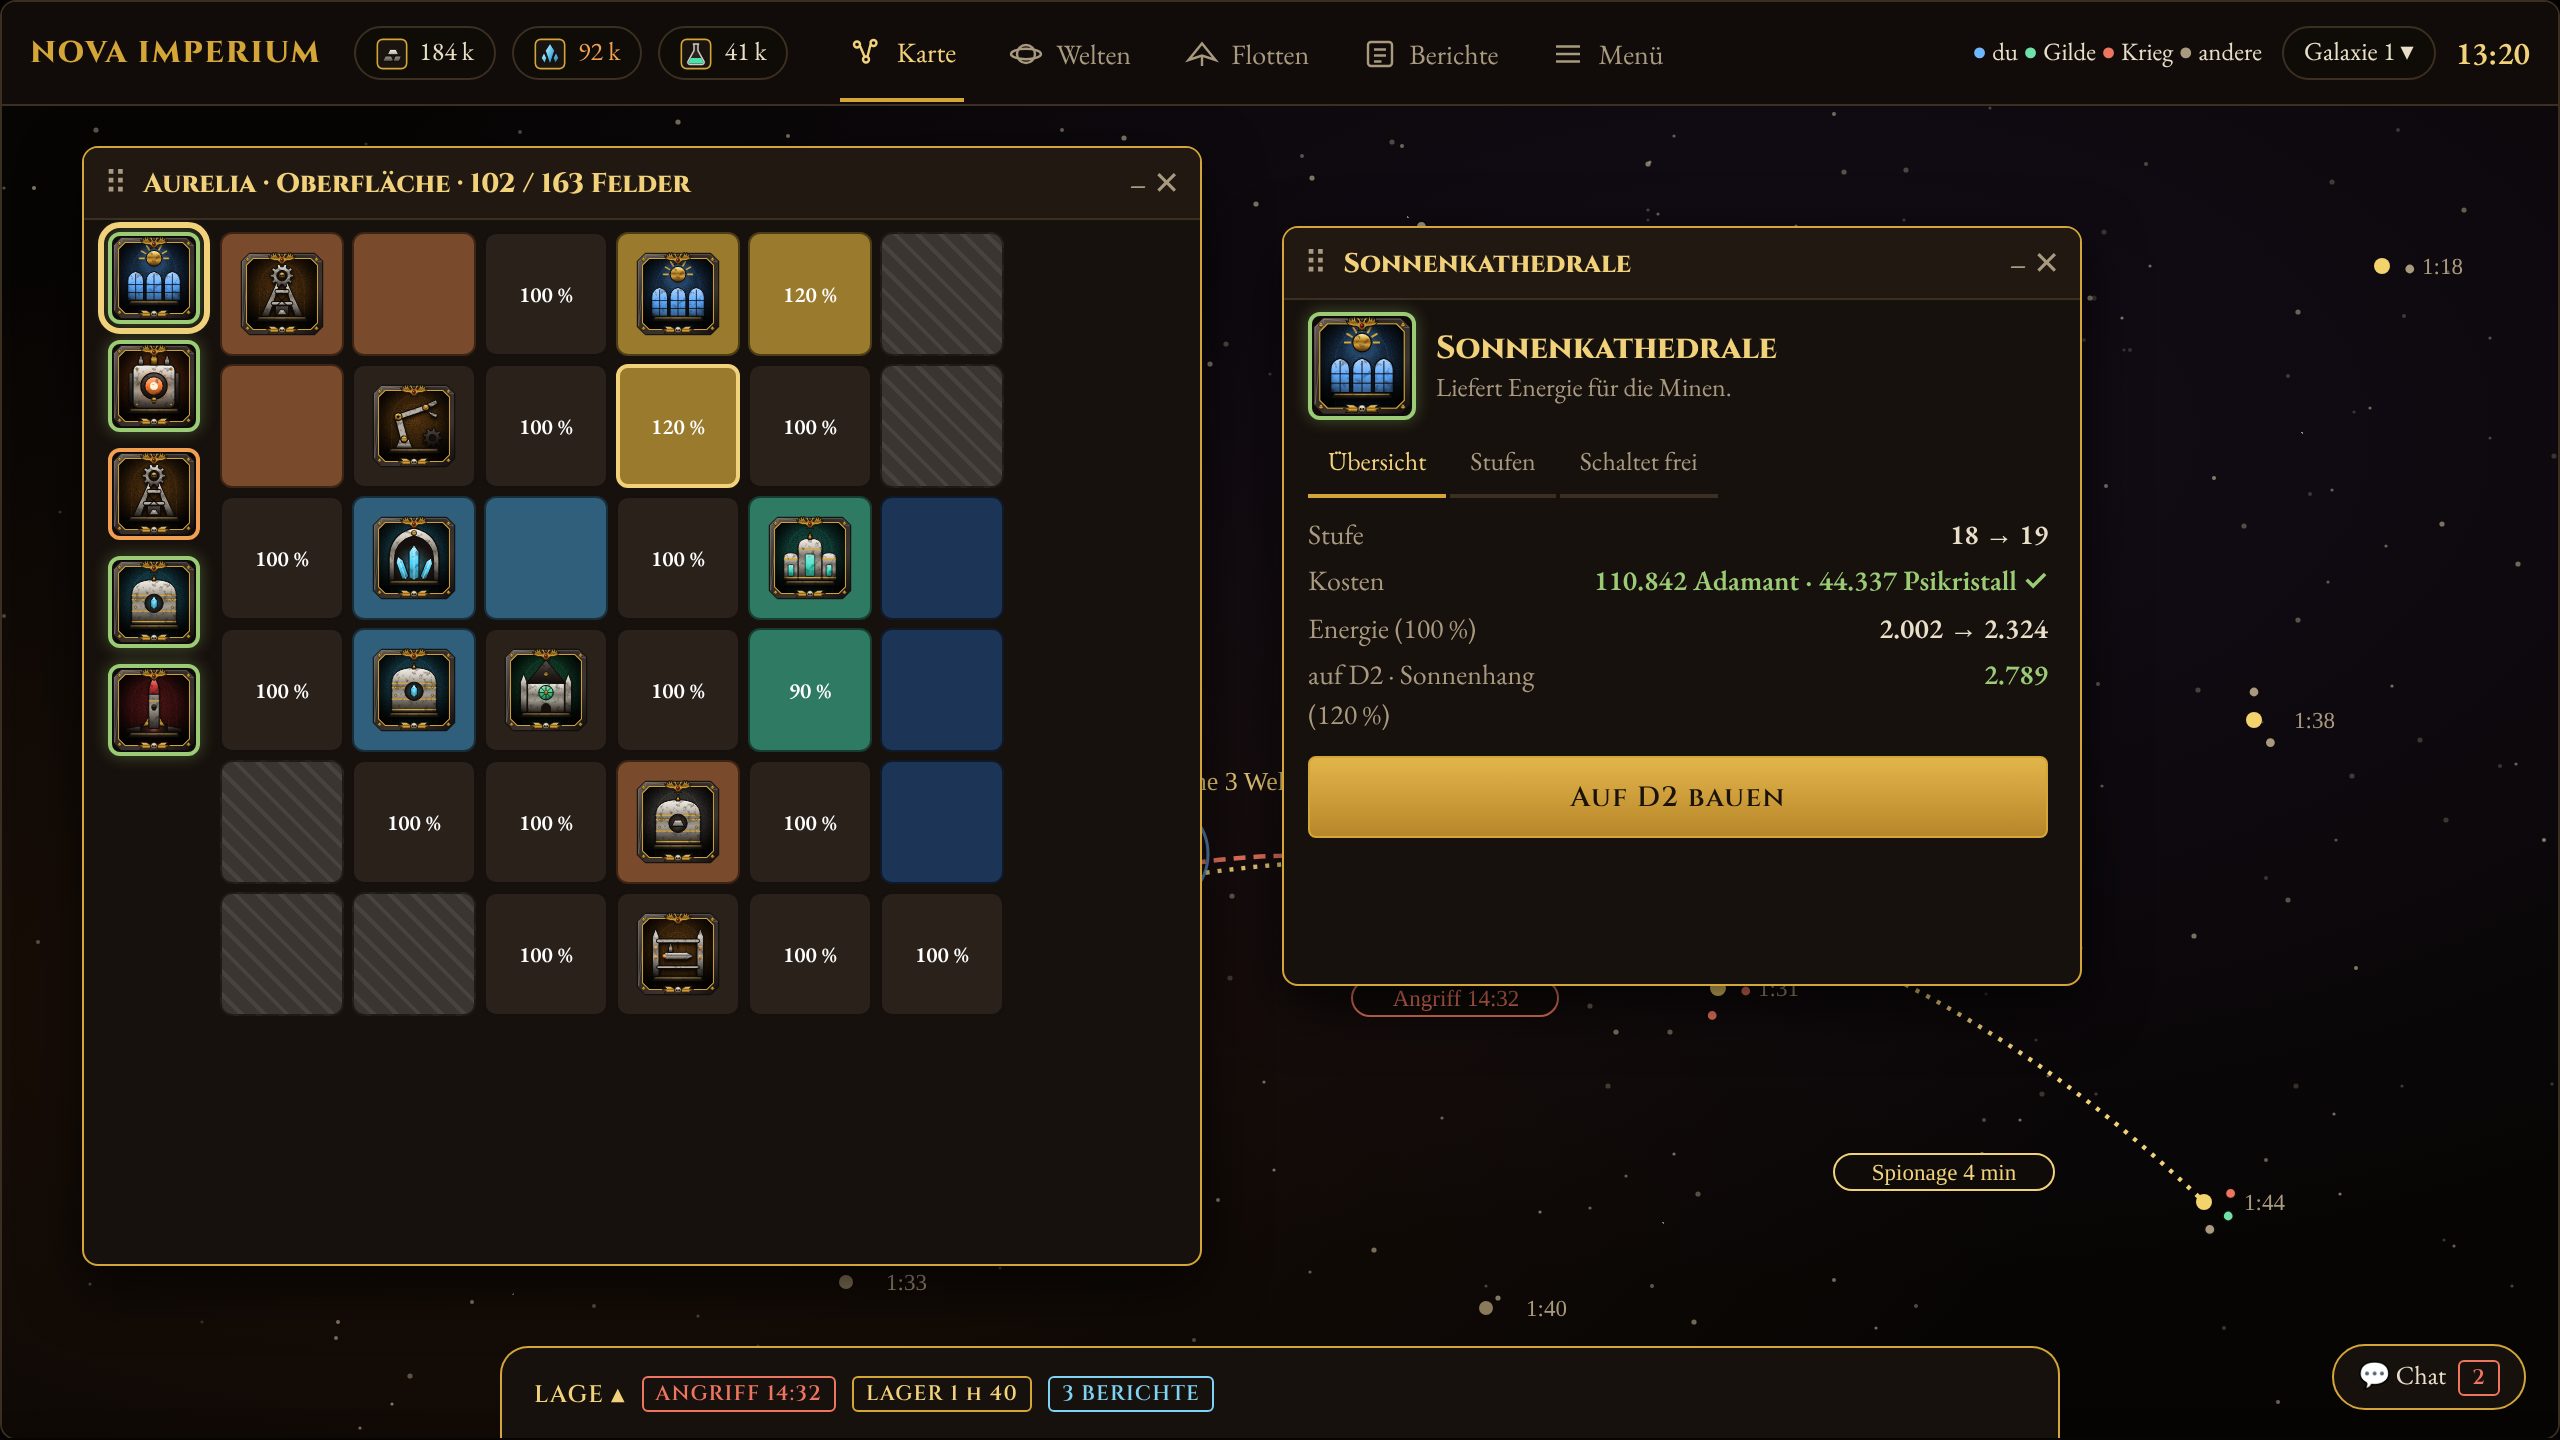 NOVA IMPERIUM 184 k 92 k 41 k Karte Welten Flotten Berichte Menü du Gilde Krieg andere Galaxie 1 ▾ 13:20
Aurelia · Oberfläche · 102 / 163 Felder
100 % 120 %
100 % 120 % 100 %
100 % 100 %
100 % 100 % 90 %
100 % 100 % 100 %
100 % 100 % 100 %
Sonnenkathedrale
Sonnenkathedrale
Liefert Energie für die Minen.
Übersicht Stufen Schaltet frei
Stufe 18 → 19
Kosten 110.842 Adamant · 44.337 Psikristall ✓
Energie (100 %) 2.002 → 2.324
auf D2 · Sonnenhang 2.789
(120 %)
Auf D2 bauen
1:18
1:38
ne 3 Wel
Angriff 14:32
1:31
Spionage 4 min
1:44
1:33
1:40
LAGE ▴ ANGRIFF 14:32 LAGER 1 H 40 3 BERICHTE
Chat 2